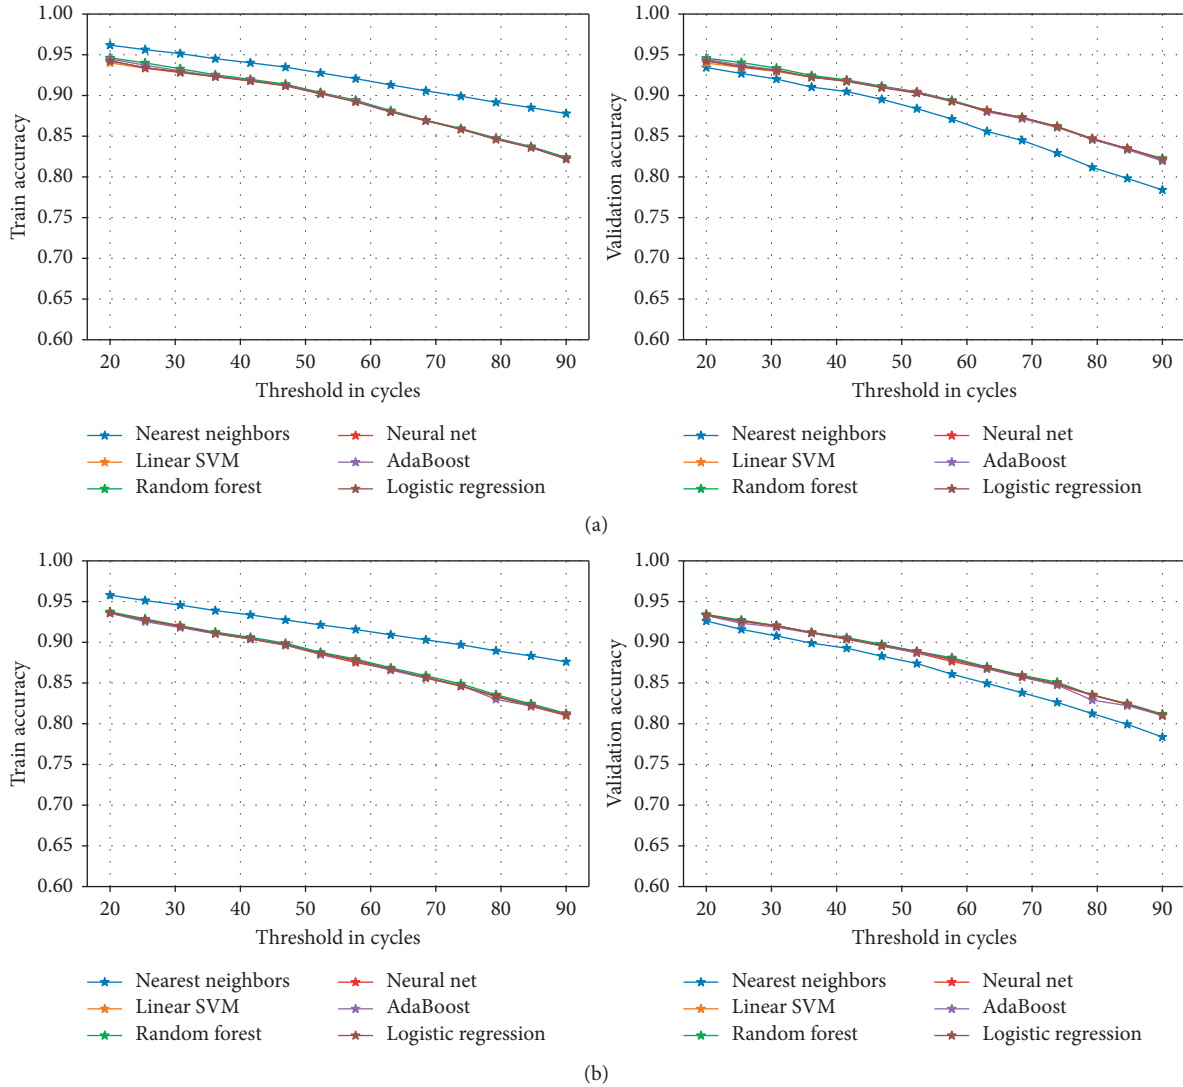 1.00
0.95
0.90
0.85
0.80
0.75
0.70
0.65
0.60
Train accuracy
20 30 40 50 60 70 80 90
Threshold in cycles
Nearest neighbors
Linear SVM
Random forest
Neural net
AdaBoost
Logistic regression
1.00
0.95
0.90
0.85
0.80
0.75
0.70
0.65
0.60
Validation accuracy
20 30 40 50 60 70 80 90
Threshold in cycles
Nearest neighbors
Linear SVM
Random forest
Neural net
AdaBoost
Logistic regression
(a)
1.00
0.95
0.90
0.85
0.80
0.75
0.70
0.65
0.60
Train accuracy
20 30 40 50 60 70 80 90
Threshold in cycles
Nearest neighbors
Linear SVM
Random forest
Neural net
AdaBoost
Logistic regression
1.00
0.95
0.90
0.85
0.80
0.75
0.70
0.65
0.60
Validation accuracy
20 30 40 50 60 70 80 90
Threshold in cycles
Nearest neighbors
Linear SVM
Random forest
Neural net
AdaBoost
Logistic regression
(b)